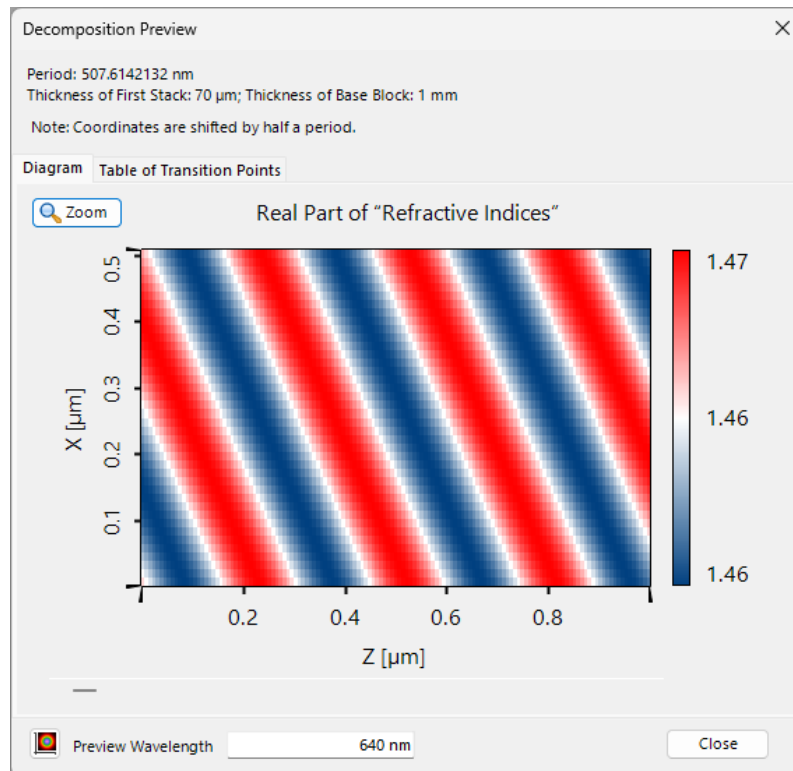 Decomposition Preview
Period: 507.6142132 nm
Thickness of First Stack: 70 µm; Thickness of Base Block: 1 mm
Note: Coordinates are shifted by half a period.
Diagram Table of Transition Points
Zoom
Real Part of “Refractive Indices”
0.5
0.4
0.3
0.2
0.1
X [µm]
0.2 0.4 0.6 0.8
Z [µm]
1.47
1.46
1.46
Preview Wavelength 640 nm Close